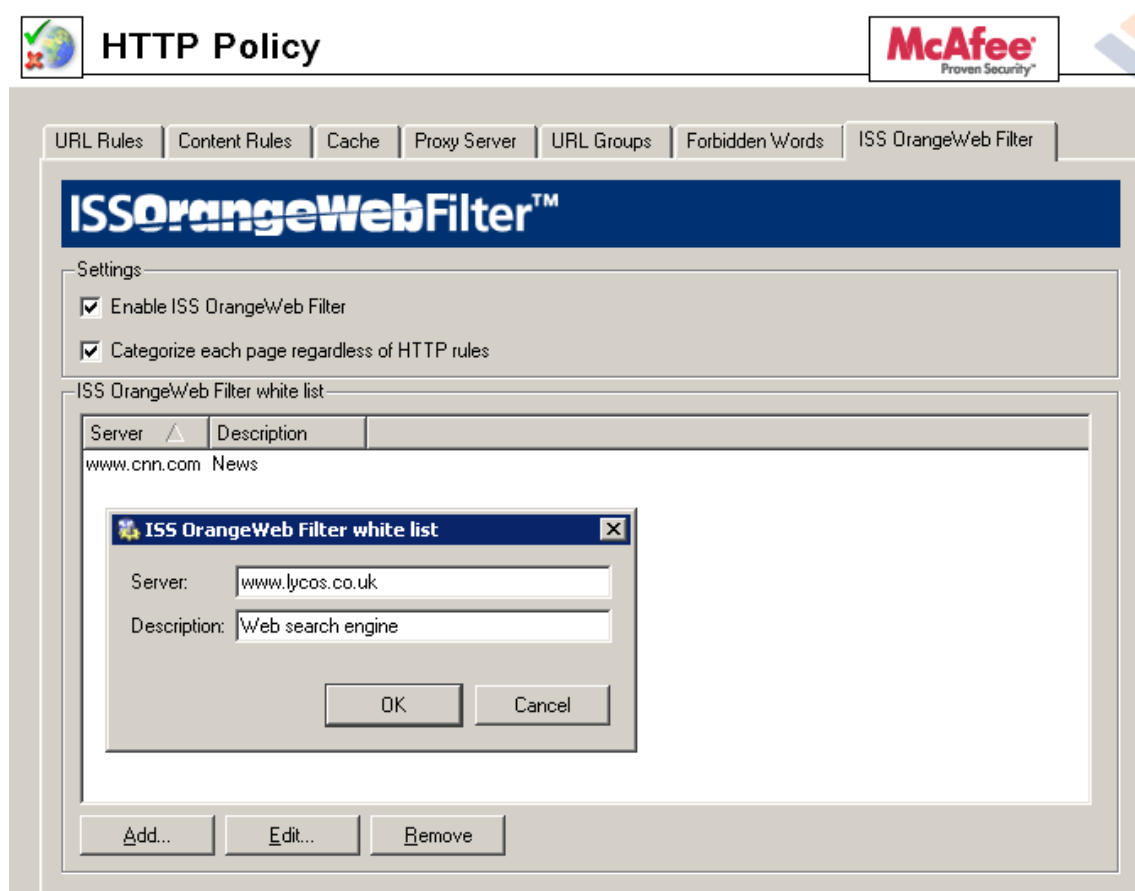 HTTP Policy
McAfee
Proven Security™
URL Rules
Content Rules
Cache
Proxy Server
URL Groups
Forbidden Words
ISS OrangeWeb Filter
ISSOrangeWebFilter™
Settings
Enable ISS OrangeWeb Filter
Categorize each page regardless of HTTP rules
ISS OrangeWeb Filter white list
Server Description
www.cnn.com News
ISS OrangeWeb Filter white list
Server: www.lycos.co.uk
Description: Web search engine
OK Cancel
Add... Edit... Remove